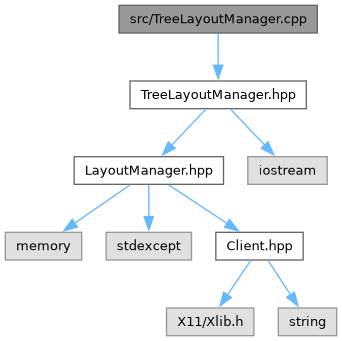 src/TreeLayoutManager.cpp
TreeLayoutManager.hpp
LayoutManager.hpp
iostream
memory
stdexcept
Client.hpp
X11/Xlib.h
string